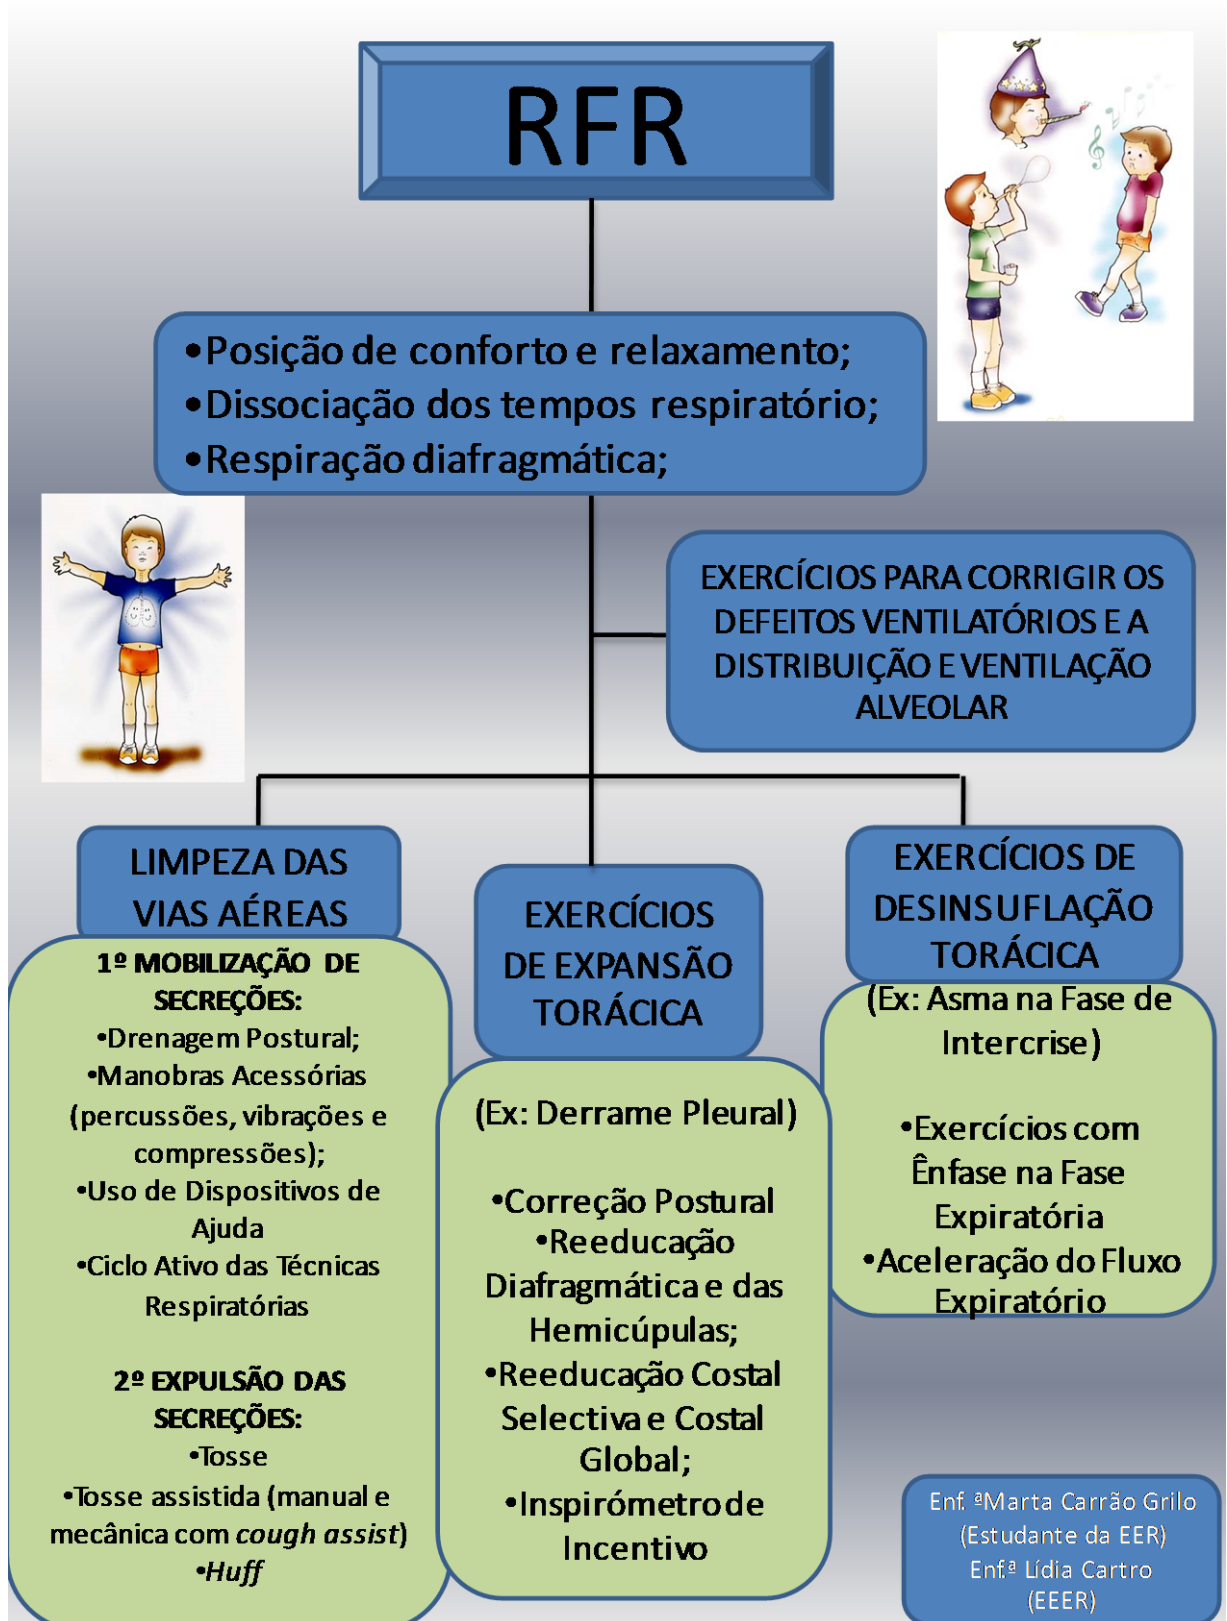 RFR
•Posição de conforto e relaxamento;
•Dissociação dos tempos respiratório;
•Respiração diafragmática;
EXERCÍCIOS PARA CORRIGIR OS
DEFEITOS VENTILATÓRIOS E A
DISTRIBUIÇÃO E VENTILAÇÃO
ALVEOLAR
LIMPEZA DAS
VIAS AÉREAS
1º MOBILIZAÇÃO DE
SECREÇÕES:
•Drenagem Postural;
•Manobras Acessórias
(percussões, vibrações e
compressões);
•Uso de Dispositivos de
Ajuda
•Ciclo Ativo das Técnicas
Respiratórias
2º EXPULSÃO DAS
SECREÇÕES:
•Tosse
•Tosse assistida (manual e
mecânica com cough assist)
•Huff
EXERCÍCIOS
DE EXPANSÃO
TORÁCICA
(Ex: Derrame Pleural)
•Correção Postural
•Reeducação
Diafragmática e das
Hemicúpulas;
•Reeducação Costal
Selectiva e Costal
Global;
•Inspirómetro de
Incentivo
EXERCÍCIOS DE
DESINSUFLAÇÃO
TORÁCICA
(Ex: Asma na Fase de
Intercrise)
•Exercícios com
Ênfase na Fase
Expiratória
•Aceleração do Fluxo
Expiratório
Enf. ªMarta Carrão Grilo
(Estudante da EER)
Enf.ª Lídia Cartro
(EEER)